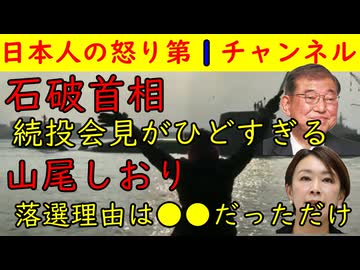 日本人の怒り第1チャンネル
石破首相
続投会見がひどすぎる
山尾しおり
落選理由は●●だっただけ